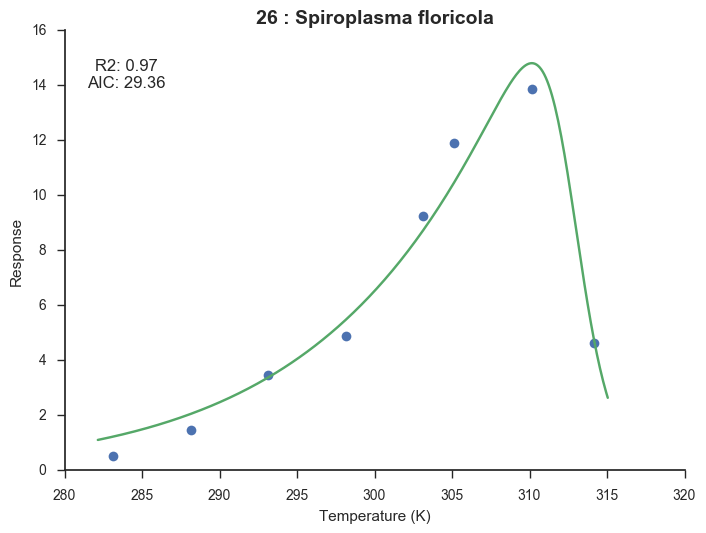 26 : Spiroplasma floricola
R2: 0.97
AIC: 29.36
16
14
12
10
8
6
4
2
0
Response
280 285 290 295 300 305 310 315 320
Temperature (K)